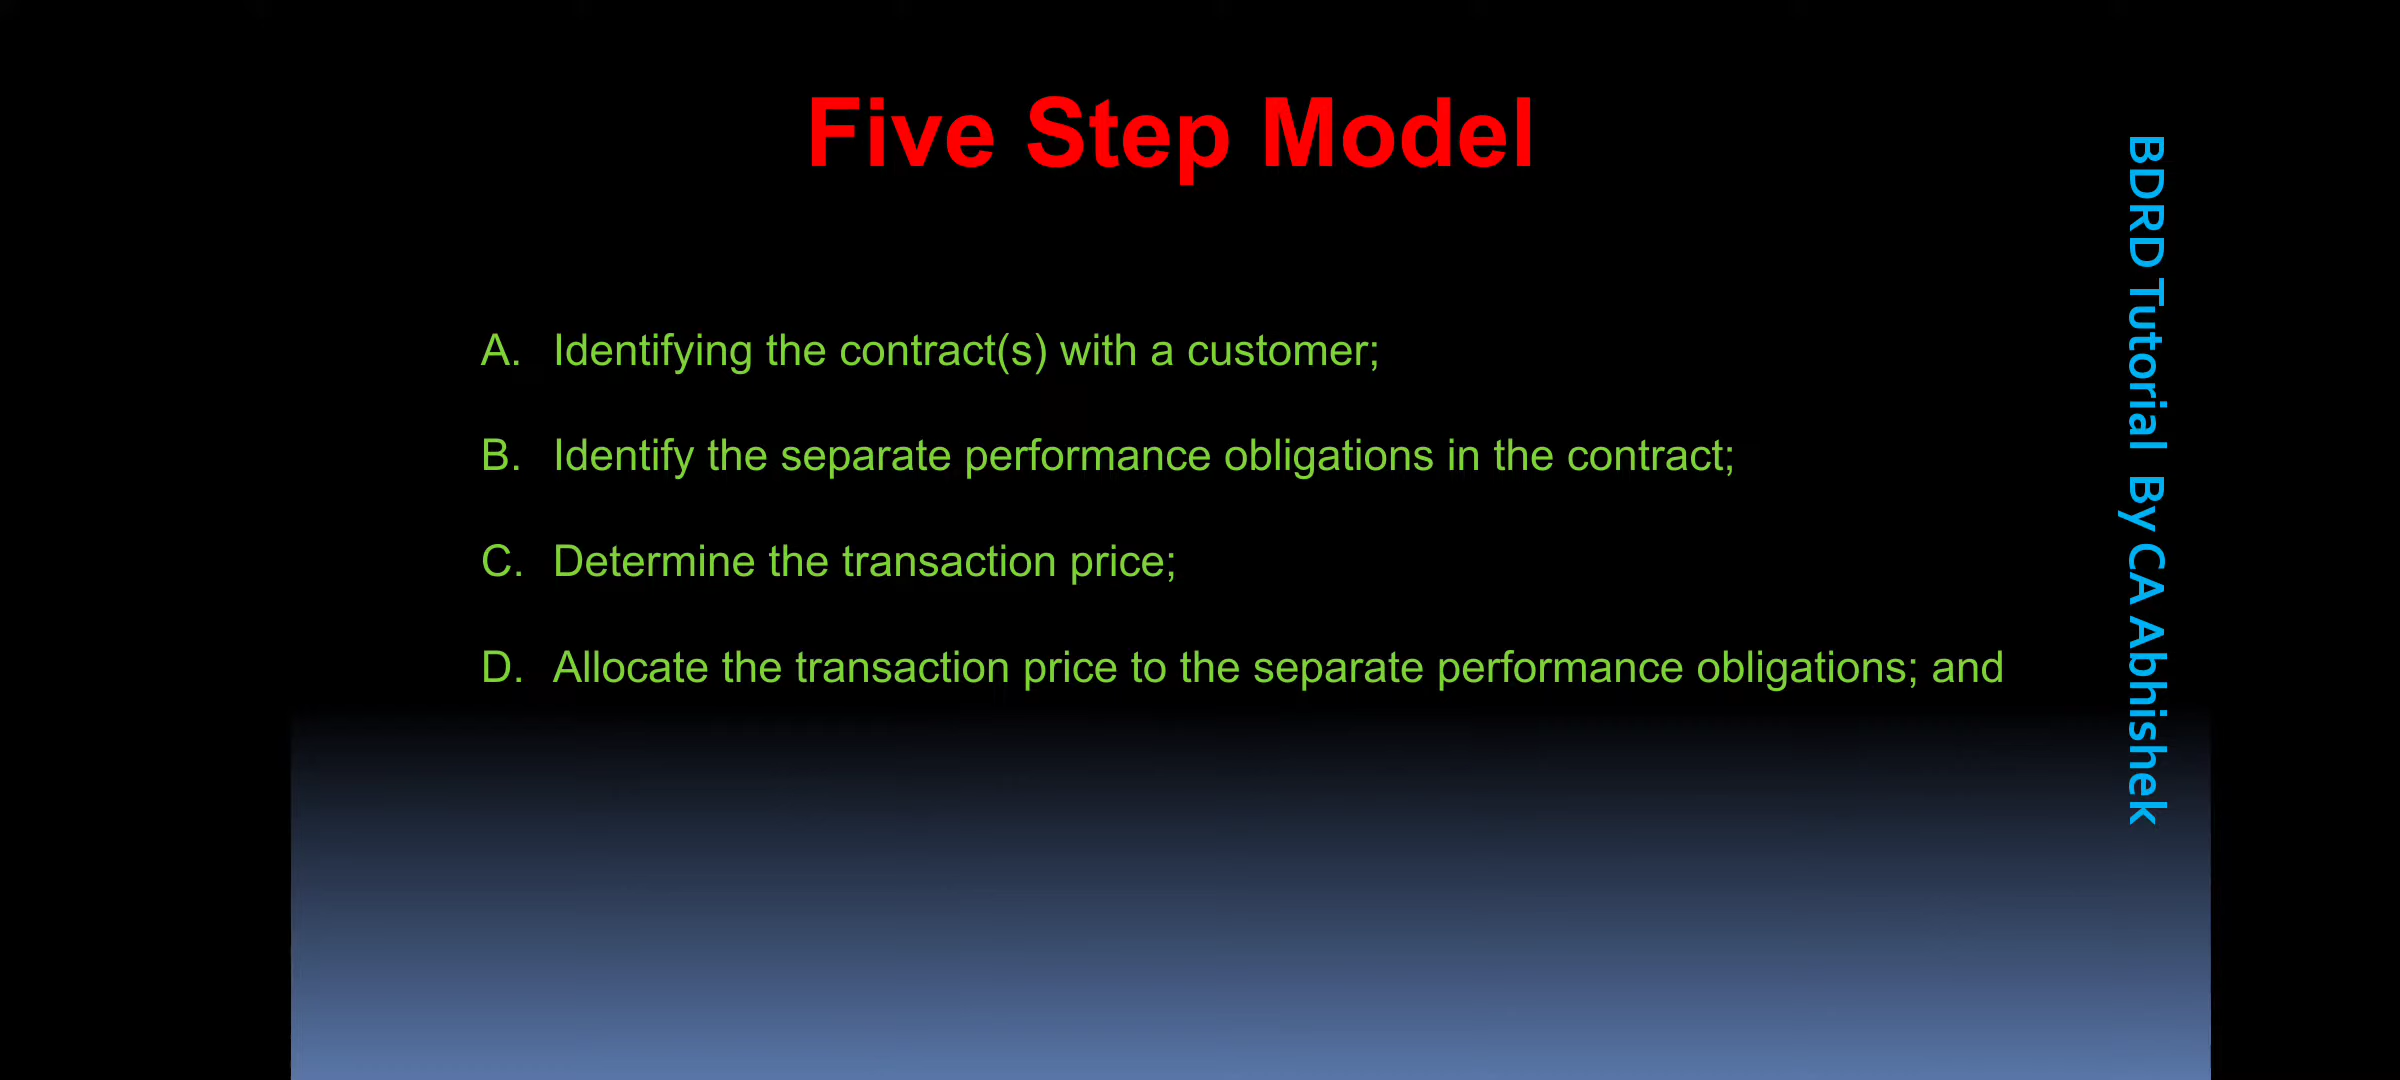 Five Step Model
A. Identifying the contract(s) with a customer;
B. Identify the separate performance obligations in the contract;
C. Determine the transaction price;
D. Allocate the transaction price to the separate performance obligations; and
BDRD Tutorial By CA Abhishek